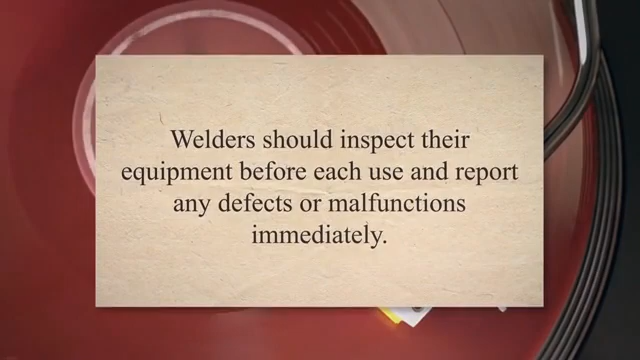 Welders should inspect their
equipment before each use and report
any defects or malfunctions
immediately.